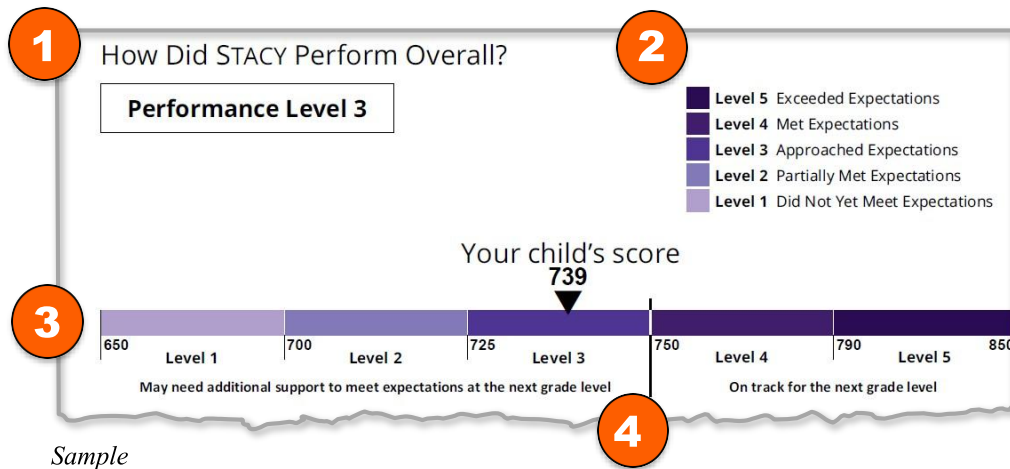 1
2
How Did STACY Perform Overall?
Performance Level 3
Level 5 Exceeded Expectations
Level 4 Met Expectations
Level 3 Approached Expectations
Level 2 Partially Met Expectations
Level 1 Did Not Yet Meet Expectations
Your child's score
739
3
650 700 725 750 790 850
Level 1 Level 2 Level 3 Level 4 Level 5
May need additional support to meet expectations at the next grade level
On track for the next grade level
4
Sample